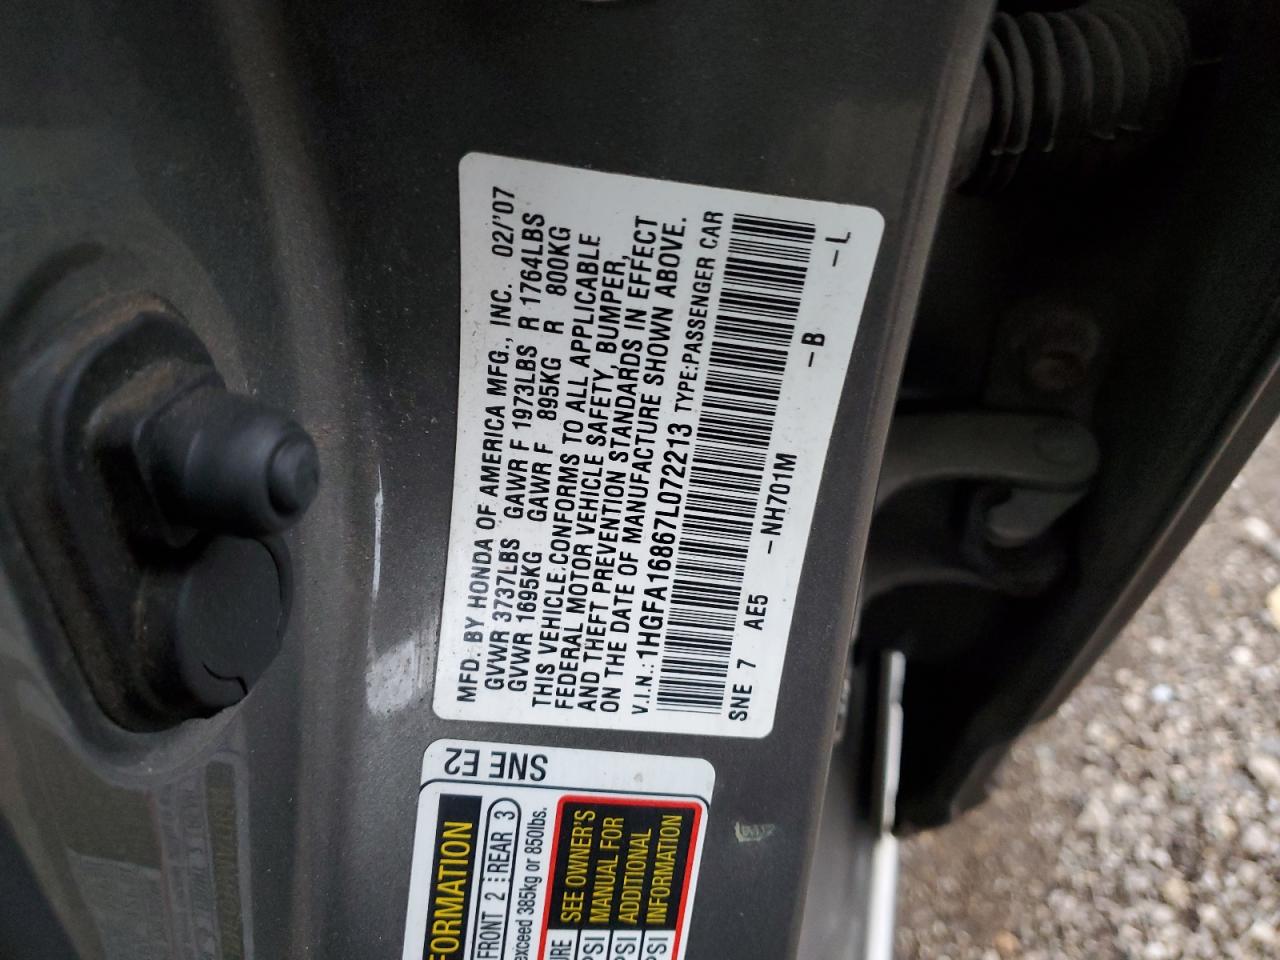 MFD. BY HONDA OF AMERICA MFG., INC. 02/'07
GVWR 3737LBS GAWR F 1973LBS R 1764LBS
GVWR 1695KG GAWR F 895KG R 800KG
THIS VEHICLE CONFORMS TO ALL APPLICABLE
FEDERAL MOTOR VEHICLE SAFETY, BUMPER,
AND THEFT PREVENTION STANDARDS IN EFFECT
ON THE DATE OF MANUFACTURE SHOWN ABOVE.
V.I.N.: 1HGFA16867L072213 TYPE:PASSENGER CAR
SNE 7 AE5 - NH701M - B - L
SNE E2
ORMATION
FRONT 2 REAR 3
exceed 385kg or 850lbs.
URE SEE OWNER'S
PSI MANUAL FOR
PSI ADDITIONAL
PSI INFORMATION